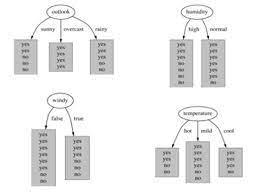 outlook
sunny overcast rainy
yes yes yes
yes yes yes
no yes yes
no yes no
no no
humidity
high normal
yes yes
yes yes
yes yes
no yes
no yes
no yes
no no
windy
false true
yes yes
yes yes
yes yes
yes no
yes no
yes no
no
no
temperature
hot mild cool
yes yes yes
yes yes yes
no yes yes
no yes no
no
no